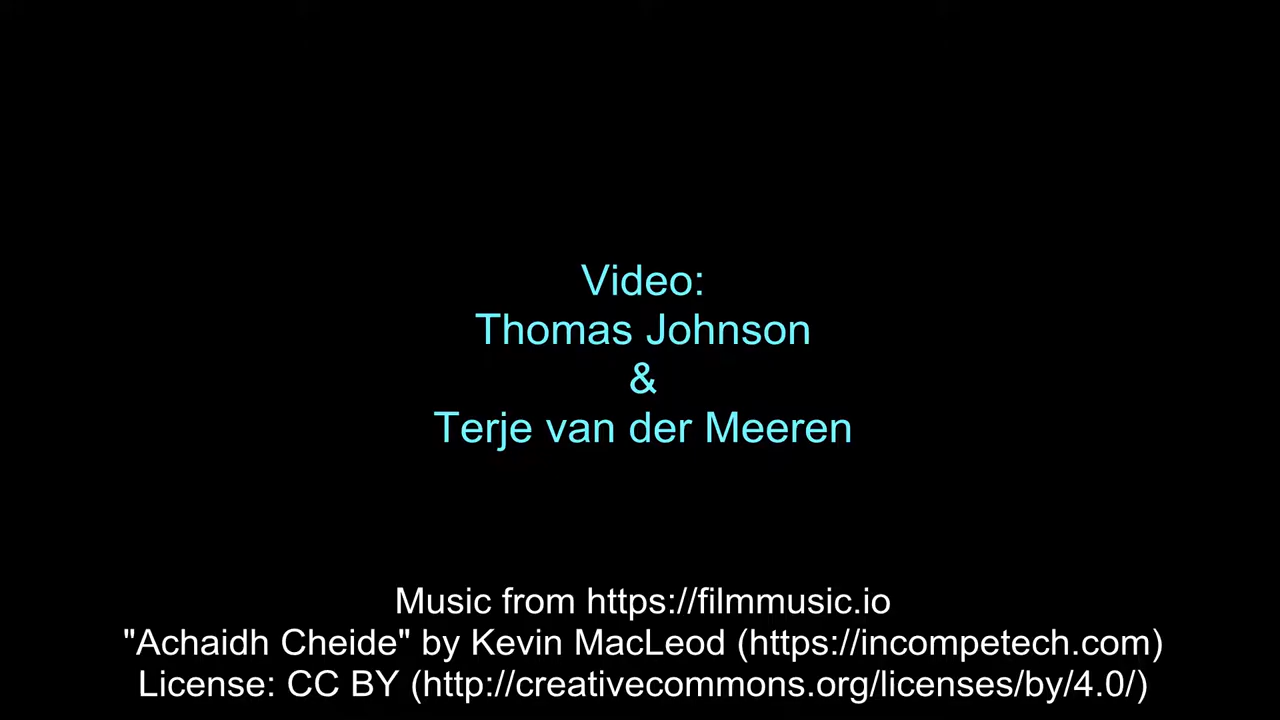 Video:
Thomas Johnson
&
Terje van der Meeren
Music from https://filmmusic.io
"Achaidh Cheide" by Kevin MacLeod (https://incompetech.com)
License: CC BY (http://creativecommons.org/licenses/by/4.0/)